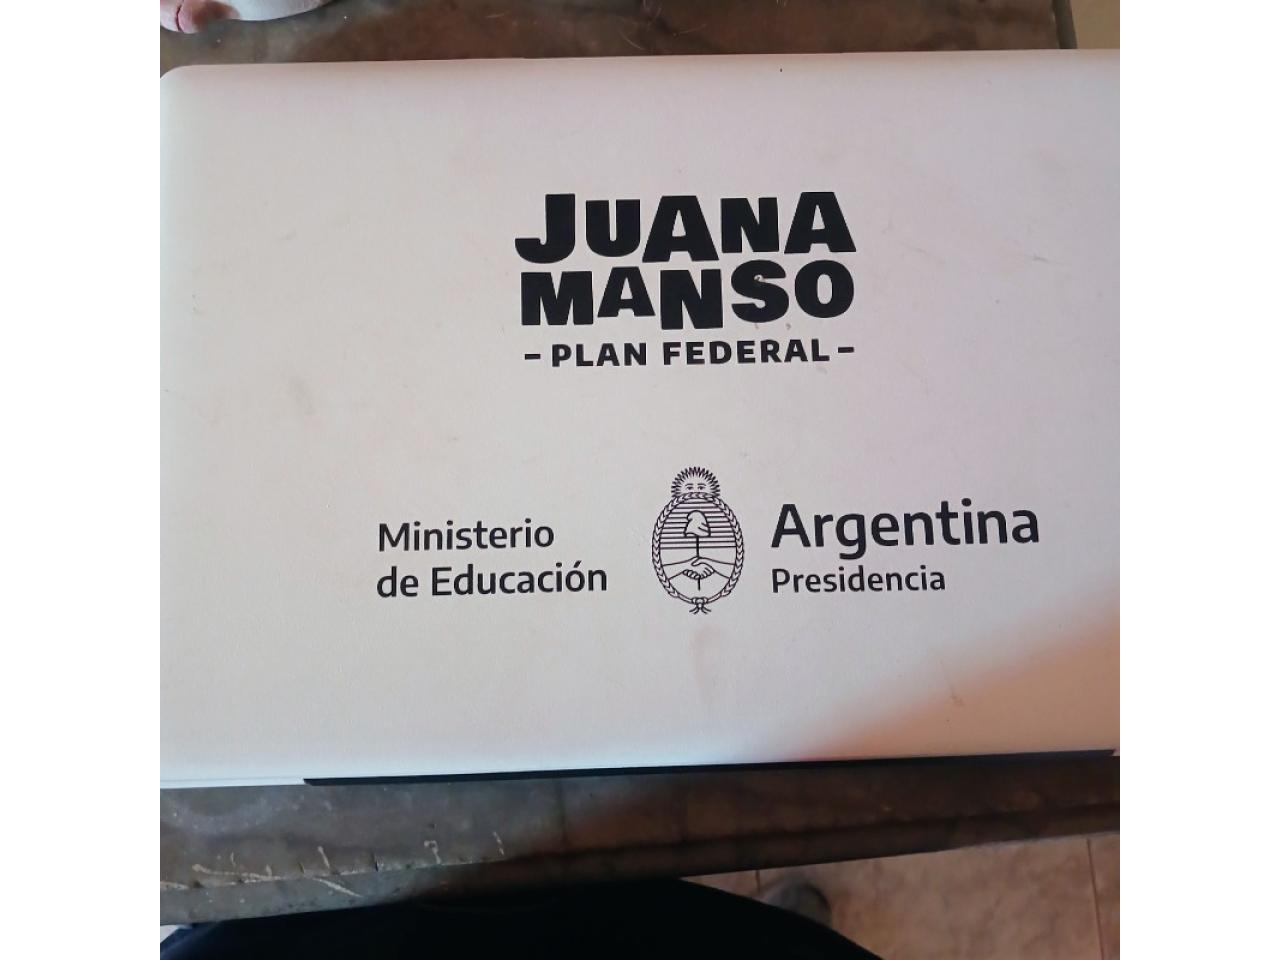 JUANA
MANSO
- PLAN FEDERAL -
Ministerio
de Educación
Argentina
Presidencia